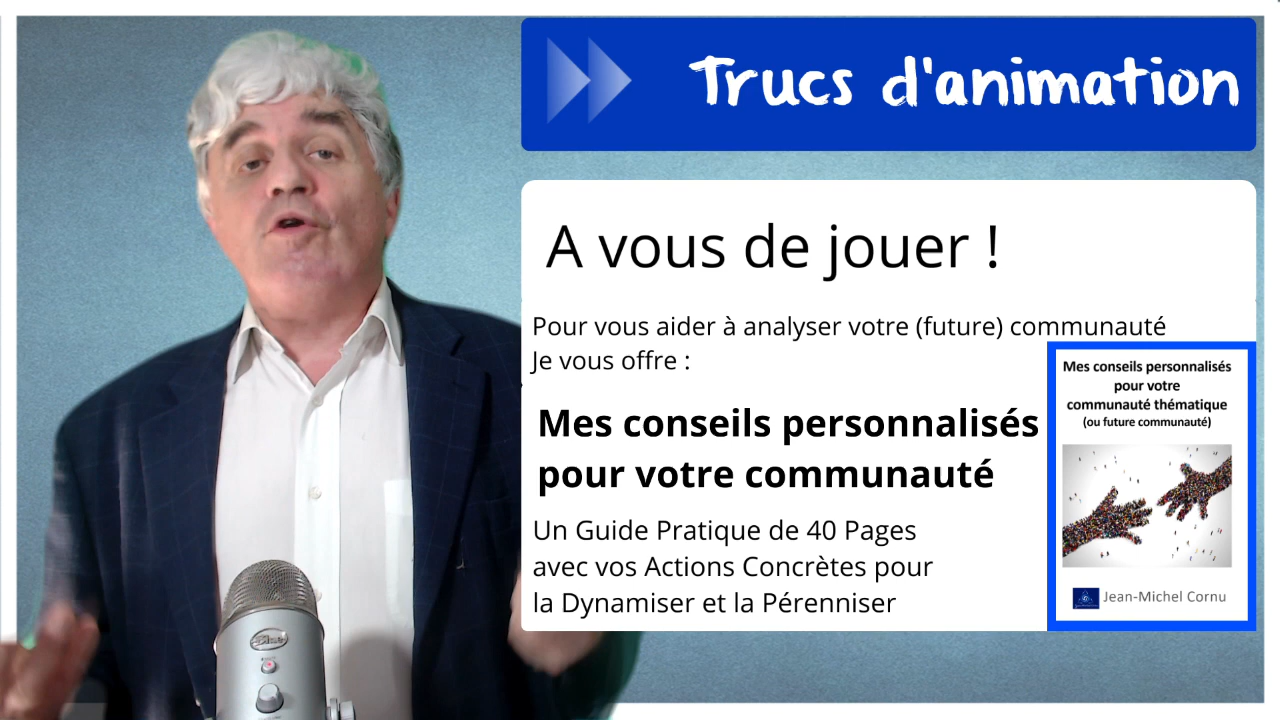 Trucs d'animation
A vous de jouer !
Pour vous aider à analyser votre (future) communauté
Je vous offre :
Mes conseils personnalisés
pour votre communauté
Un Guide Pratique de 40 Pages
avec vos Actions Concrètes pour
la Dynamiser et la Pérenniser
Mes conseils personnalisés
pour votre
communauté thématique
(ou future communauté)
Jean-Michel Cornu